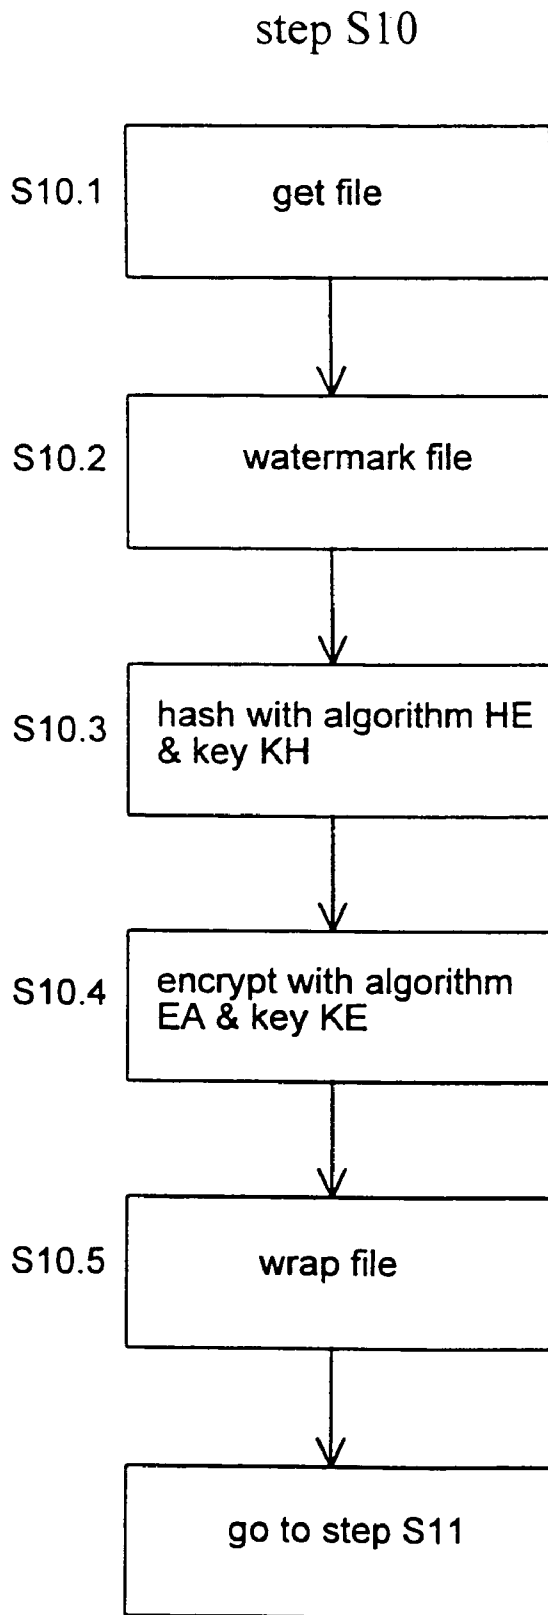 step S10
S10.1
get file
S10.2
watermark file
S10.3
hash with algorithm HE
& key KH
S10.4
encrypt with algorithm
EA & key KE
S10.5
wrap file
go to step S11